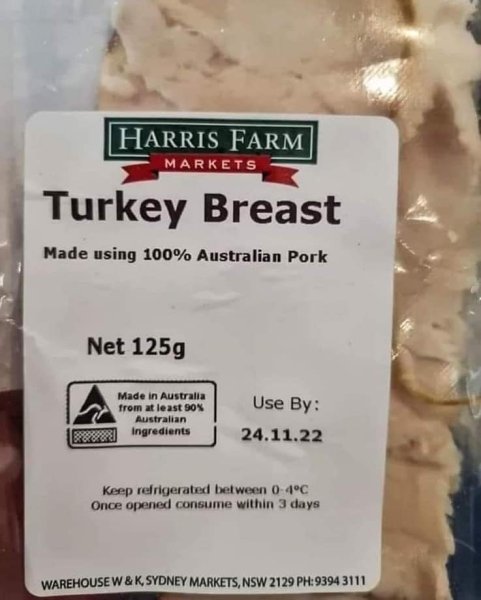 HARRIS FARM
MARKETS
Turkey Breast
Made using 100% Australian Pork
Net 125g
Made in Australia
from at least 90%
Australian
ingredients
Use By:
24.11.22
Keep refrigerated between 0-4°C
Once opened consume within 3 days
WAREHOUSE W & K, SYDNEY MARKETS, NSW 2129 PH: 9394 3111